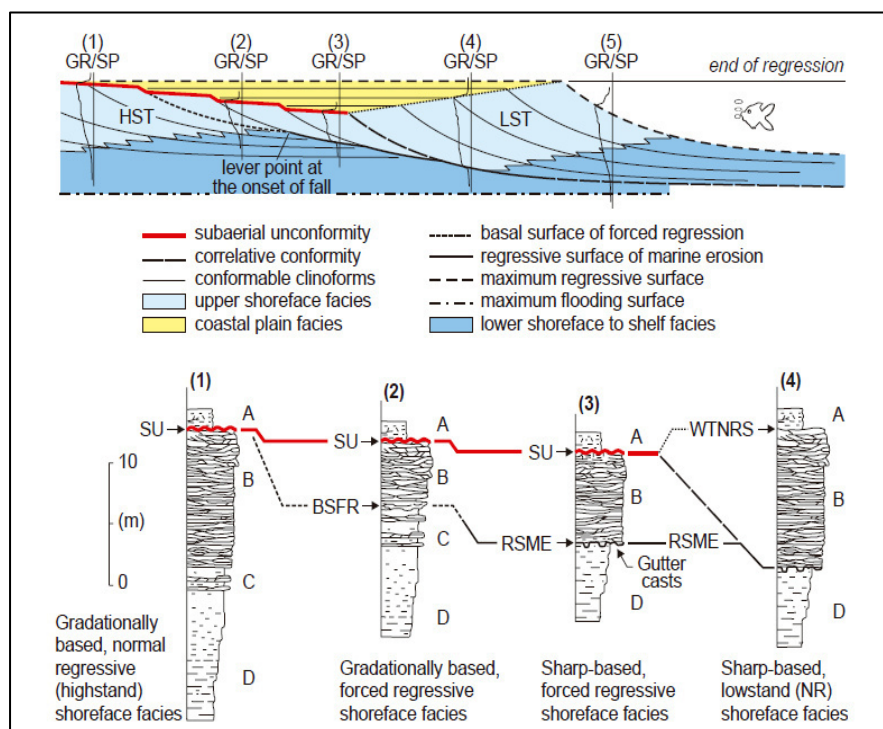 (1) (2) (3) (4) (5)
GR/SP GR/SP GR/SP GR/SP GR/SP
end of regression
HST
LST
lever point at
the onset of fall
subaerial unconformity
correlative conformity
conformable clinoforms
upper shoreface facies
coastal plain facies
basal surface of forced regression
regressive surface of marine erosion
maximum regressive surface
maximum flooding surface
lower shoreface to shelf facies
(1)
SU
A
B
C
D
10
(m)
0
Gradationally
based, normal
regressive
(highstand)
shoreface facies
(2)
SU
BSFR
A
B
C
D
Gradationally based,
forced regressive
shoreface facies
(3)
SU
RSME
A
B
Gutter
casts
D
Sharp-based,
forced regressive
shoreface facies
(4)
WTNRS
RSME
A
B
D
Sharp-based,
lowstand (NR)
shoreface facies